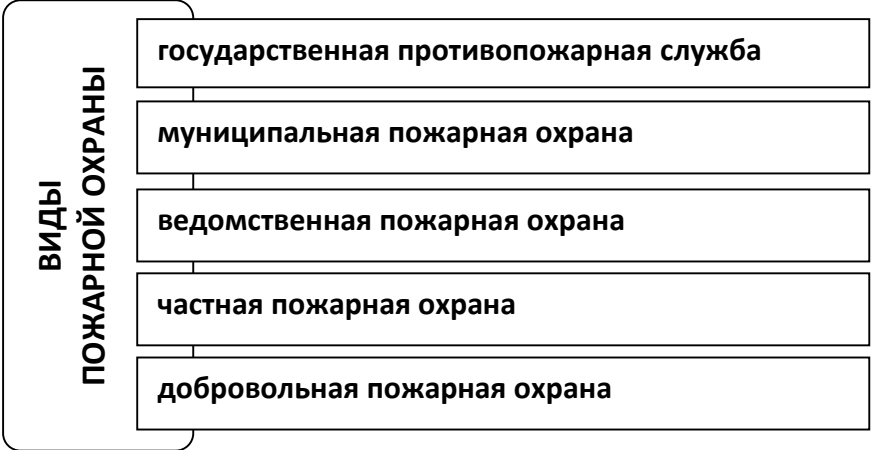 ВИДЫ
ПОЖАРНОЙ ОХРАНЫ
государственная противопожарная служба
муниципальная пожарная охрана
ведомственная пожарная охрана
частная пожарная охрана
добровольная пожарная охрана